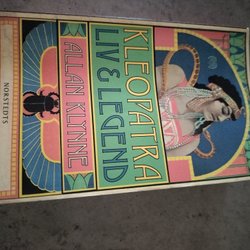 KLEOPATRA
LIV & LEGEND
ALLAN KLYNNE
NORSTEDTS